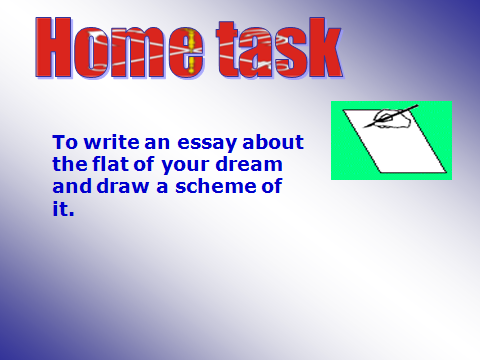 Home task
To write an essay about
the flat of your dream
and draw a scheme of
it.